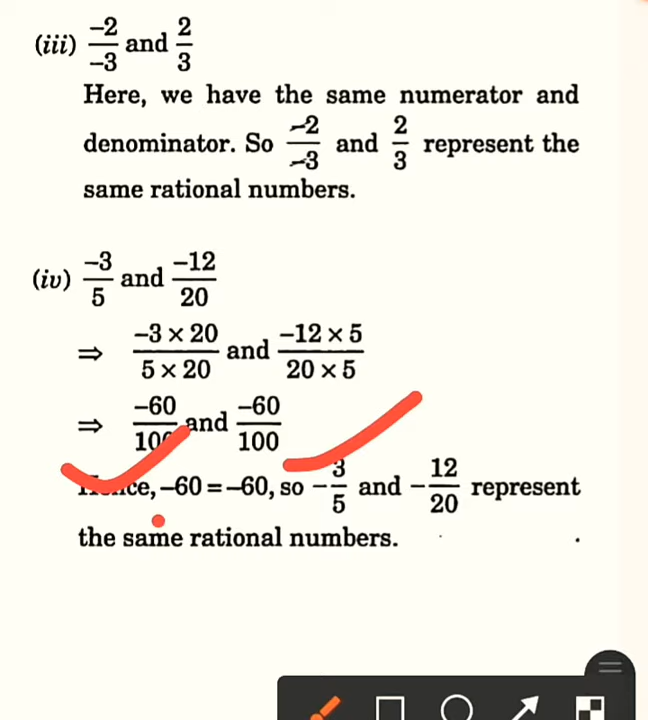 (iii) -2/-3 and 2/3
Here, we have the same numerator and
denominator. So -2/-3 and 2/3 represent the
same rational numbers.
(iv) -3/5 and -12/20
⇒ -3 × 20/5 × 20 and -12 × 5/20 × 5
⇒ -60/100 and -60/100
Hence, -60 = -60, so -3/5 and -12/20 represent
the same rational numbers.